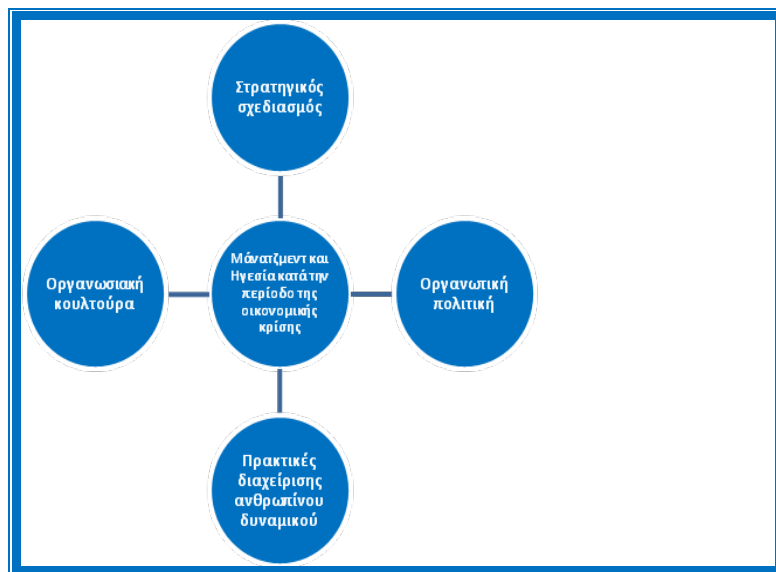 Στρατηγικός
σχεδιασμός
Οργανωσιακή
κουλτούρα
Μάνατζμεντ και
Ηγεσία κατά την
περίοδο της
οικονομικής
κρίσης
Οργανωτική
πολιτική
Πρακτικές
διαχείρισης
ανθρωπίνου
δυναμικού